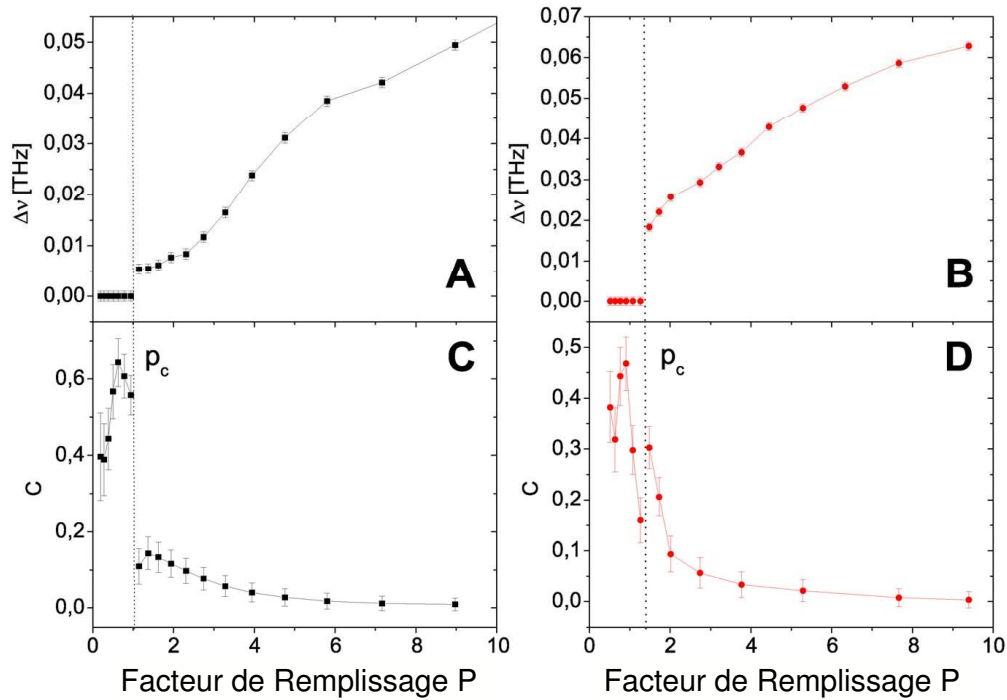 Δν [THz]
0,05
0,04
0,03
0,02
0,01
0,00
A
Δν [THz]
0,07
0,06
0,05
0,04
0,03
0,02
0,01
0,00
B
C
0,6
0,4
0,2
0,0
p_c
C
0 2 4 6 8 10
Facteur de Remplissage P
C
0,5
0,4
0,3
0,2
0,1
0,0
p_c
D
0 2 4 6 8 10
Facteur de Remplissage P